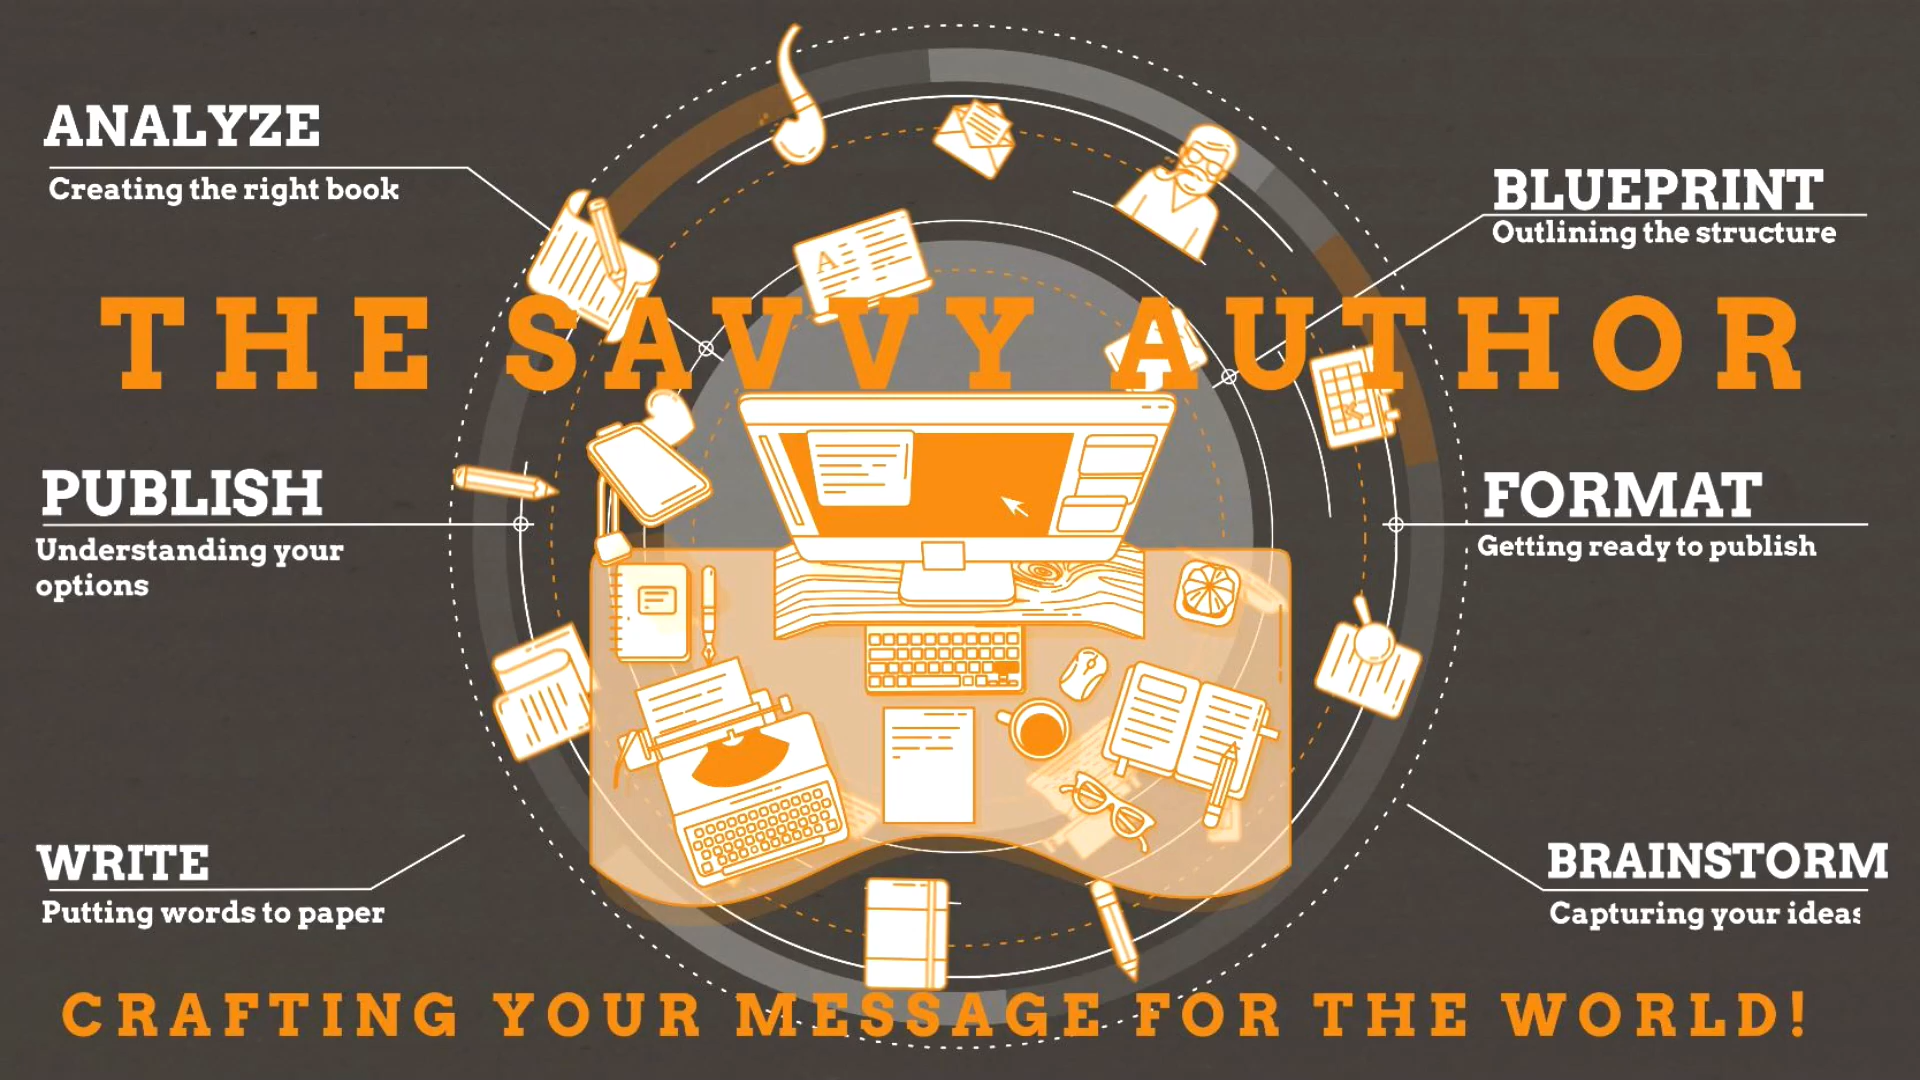 ANALYZE
Creating the right book
BLUEPRINT
Outlining the structure
THE SAVVY AUTHOR
A
PUBLISH
Understanding your
options
FORMAT
Getting ready to publish
WRITE
Putting words to paper
BRAINSTORM
Capturing your ideas
CRAFTING YOUR MESSAGE FOR THE WORLD!